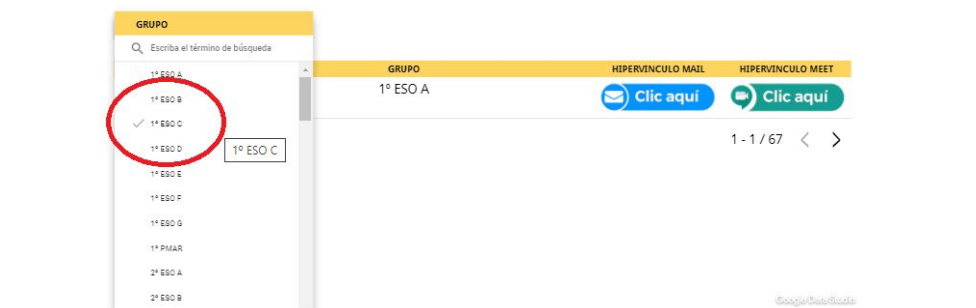 GRUPO
Escriba el término de búsqueda
1º ESO A
1º ESO B
1º ESO C
1º ESO D
1º ESO C
1º ESO E
1º ESO F
1º ESO G
1º PMAR
2º ESO A
2º ESO B
GRUPO HIPERVINCULO MAIL HIPERVINCULO MEET
1º ESO A Clic aquí Clic aquí
1 - 1 / 67
Google Data Studio